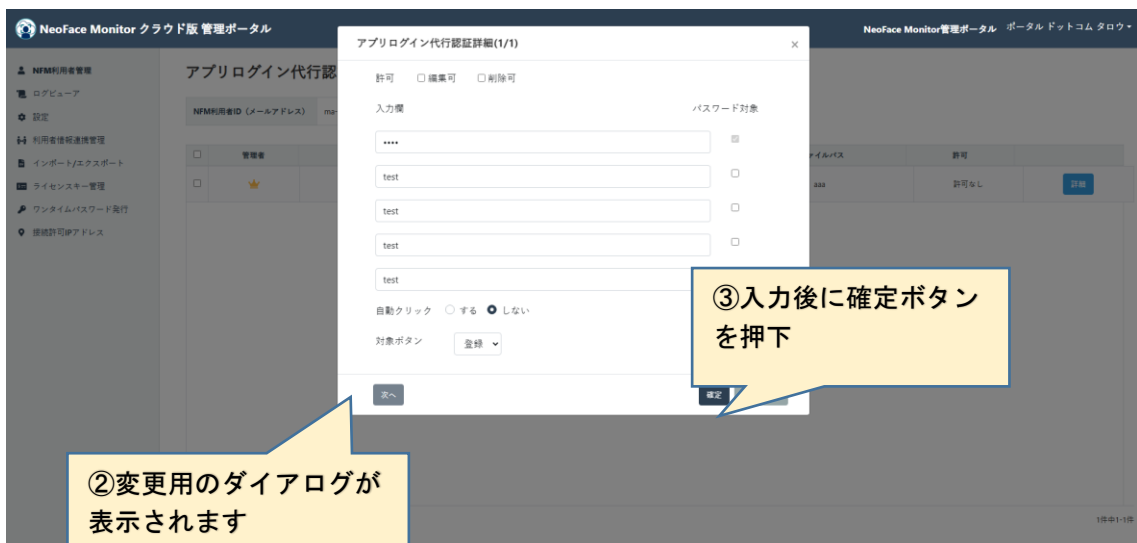 NeoFace Monitor クラウド版 管理ポータル
NeoFace Monitor管理ポータル ポータル ドットコム タロウ
NFM利用者管理
ログビューア
設定
利用者情報連携管理
インポート/エクスポート
ライセンスキー管理
ワンタイムパスワード発行
接続許可IPアドレス
アプリログイン代行認
NFM利用者ID（メールアドレス） ma-
管理者
ァイルパス 許可
aaa 許可なし 詳細
アプリログイン代行認証詳細(1/1) ×
許可 編集可 削除可
入力欄 パスワード対象
••••
test
test
test
test
自動クリック する しない
対象ボタン 登録
次へ 確定
③入力後に確定ボタン
を押下
②変更用のダイアログが
表示されます
1件中1-1件